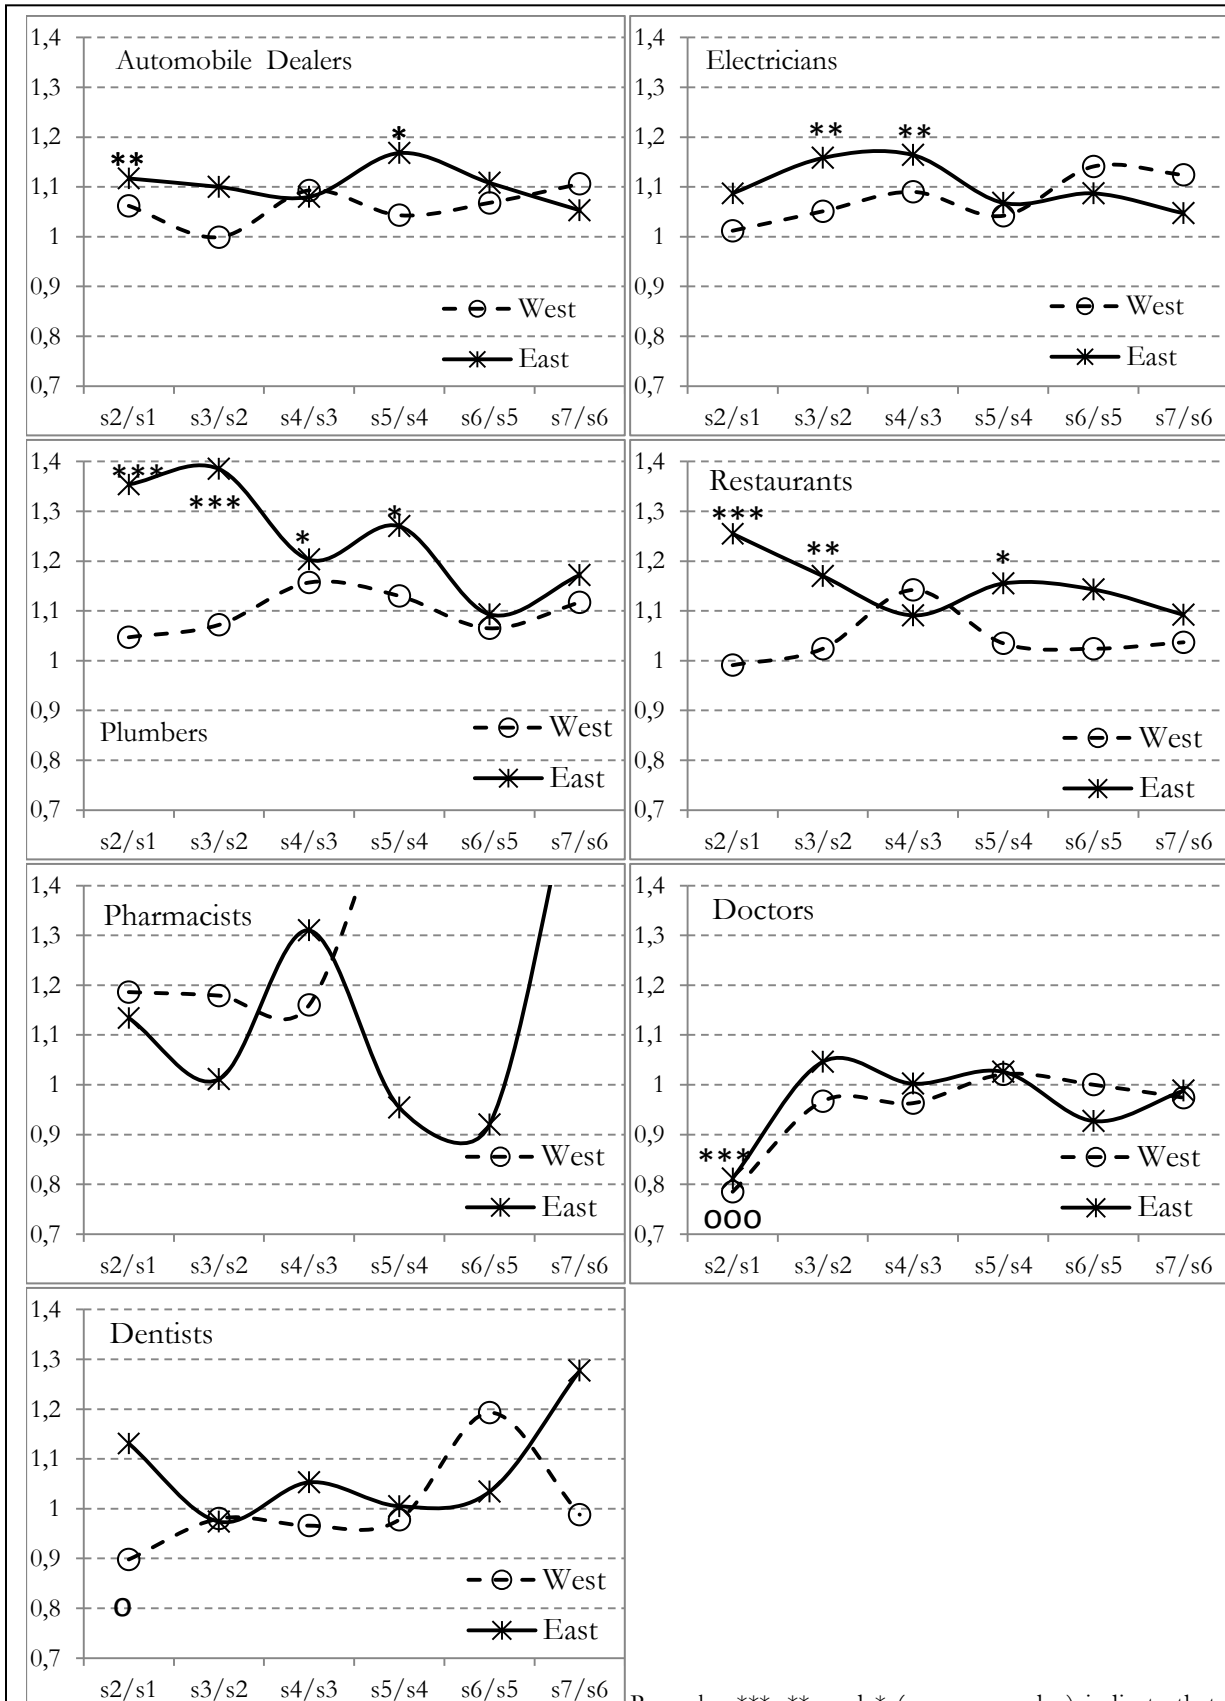 Automobile Dealers
1,4
1,3
1,2
1,1
1
0,9
0,8
0,7
**
*
West
East
s2/s1 s3/s2 s4/s3 s5/s4 s6/s5 s7/s6
Electricians
1,4
1,3
1,2
1,1
1
0,9
0,8
0,7
** **
West
East
s2/s1 s3/s2 s4/s3 s5/s4 s6/s5 s7/s6
1,4
1,3
1,2
1,1
1
0,9
0,8
0,7
***
***
*
*
Plumbers
West
East
s2/s1 s3/s2 s4/s3 s5/s4 s6/s5 s7/s6
Restaurants
1,4
1,3
1,2
1,1
1
0,9
0,8
0,7
***
**
*
West
East
s2/s1 s3/s2 s4/s3 s5/s4 s6/s5 s7/s6
Pharmacists
1,4
1,3
1,2
1,1
1
0,9
0,8
0,7
West
East
s2/s1 s3/s2 s4/s3 s5/s4 s6/s5 s7/s6
Doctors
1,4
1,3
1,2
1,1
1
0,9
0,8
0,7
***
ooo
West
East
s2/s1 s3/s2 s4/s3 s5/s4 s6/s5 s7/s6
Dentists
1,4
1,3
1,2
1,1
1
0,9
0,8
0,7
o
West
East
s2/s1 s3/s2 s4/s3 s5/s4 s6/s5 s7/s6